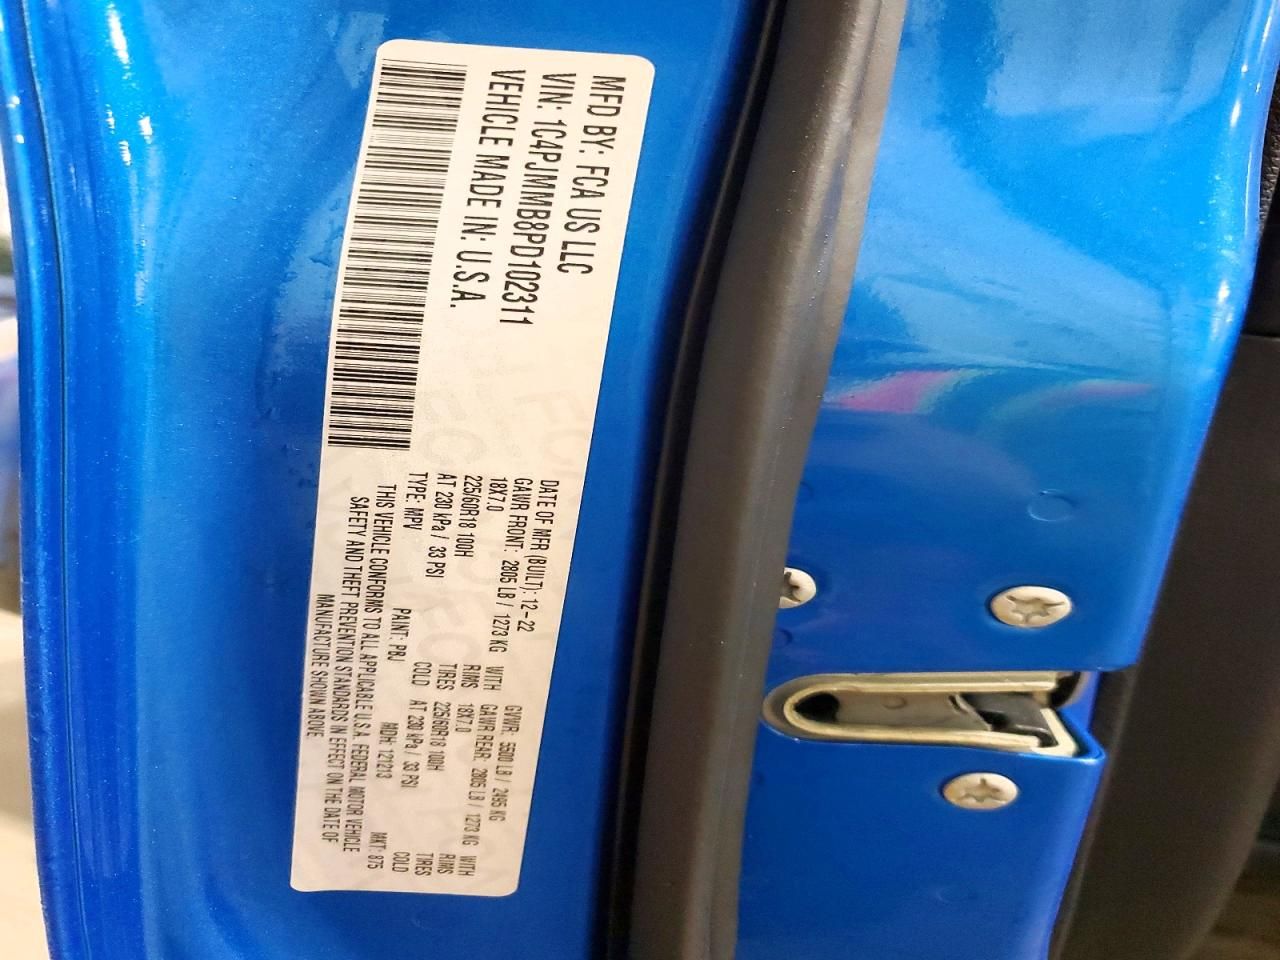 MFD BY: FCA US LLC
VIN: 1C4PJMMB8PD102311
VEHICLE MADE IN: U.S.A.
DATE OF MFR (BUILT): 12-22 GVWR: 5500 LB / 2495 KG
GAWR FRONT: 2805 LB / 1273 KG WITH GAWR REAR: 2805 LB / 1273 KG WITH
18X7.0 RIMS 18X7.0 RIMS
225/60R18 100H TIRES 225/60R18 100H TIRES
AT 230 kPa / 33 PSI COLD AT 230 kPa / 33 PSI COLD
TYPE: MPV PAINT: PBJ MDH: 121213 MKT: 875
THIS VEHICLE CONFORMS TO ALL APPLICABLE U.S.A. FEDERAL MOTOR VEHICLE
SAFETY AND THEFT PREVENTION STANDARDS IN EFFECT ON THE DATE OF
MANUFACTURE SHOWN ABOVE.